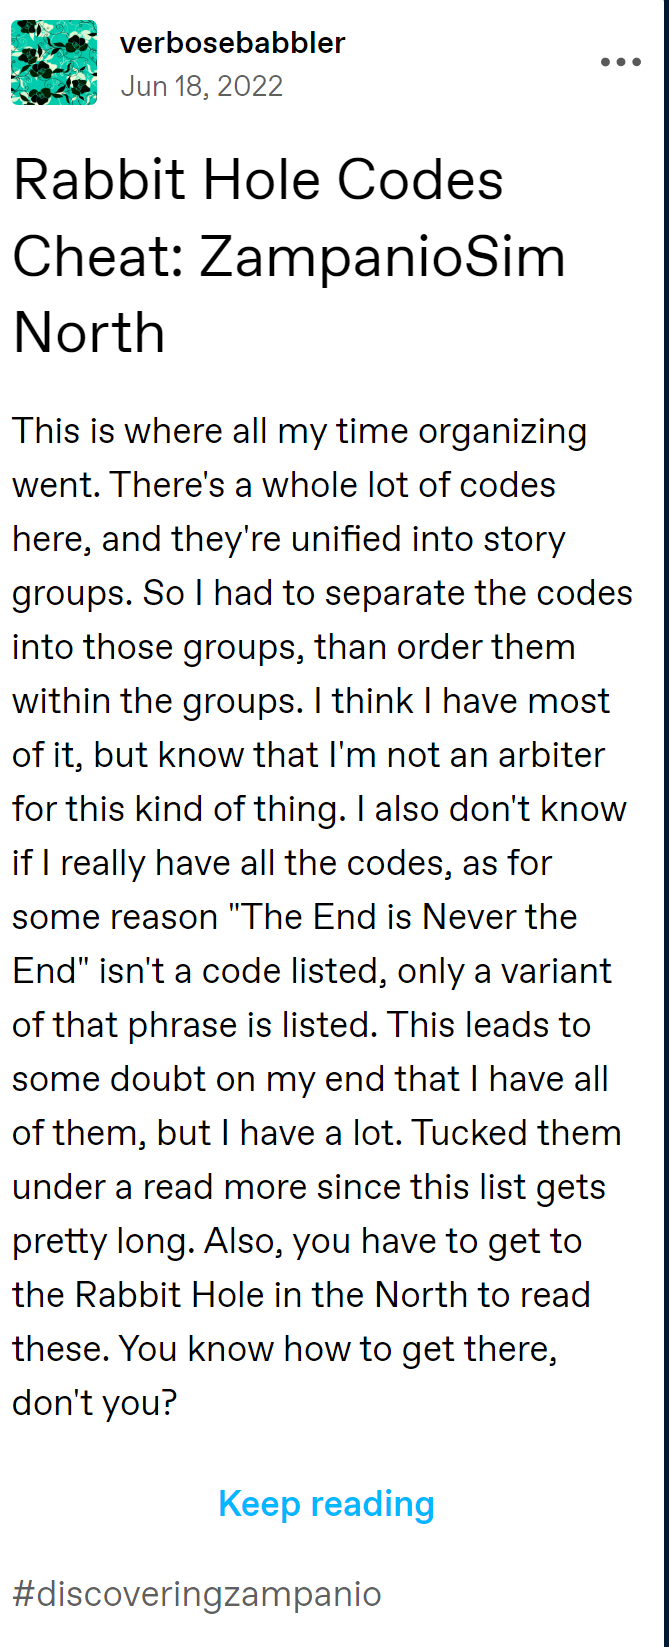 verbosebabbler
Jun 18, 2022
Rabbit Hole Codes
Cheat: ZampanioSim
North
This is where all my time organizing
went. There's a whole lot of codes
here, and they're unified into story
groups. So I had to separate the codes
into those groups, than order them
within the groups. I think I have most
of it, but know that I'm not an arbiter
for this kind of thing. I also don't know
if I really have all the codes, as for
some reason "The End is Never the
End" isn't a code listed, only a variant
of that phrase is listed. This leads to
some doubt on my end that I have all
of them, but I have a lot. Tucked them
under a read more since this list gets
pretty long. Also, you have to get to
the Rabbit Hole in the North to read
these. You know how to get there,
don't you?
Keep reading
#discoveringzampanio